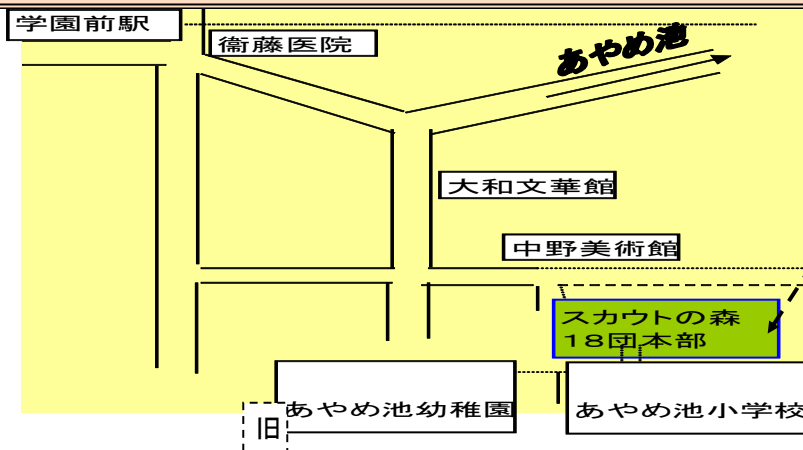 学園前駅
衞藤医院
あやめ池
大和文華館
中野美術館
スカウトの森
18団本部
あやめ池幼稚園
あやめ池小学校
旧